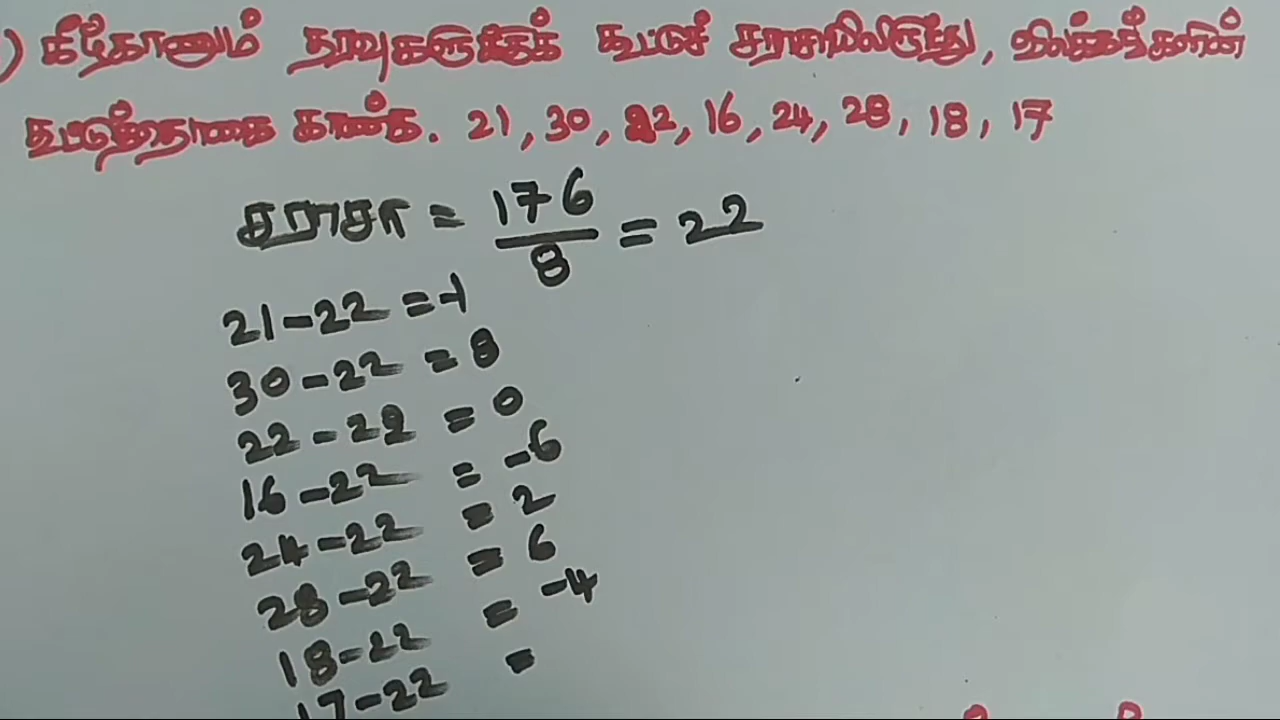 ) கீழ்காணும் தரவுகளுக்குக் கூட்டுச் சராசரியிலிருந்து, விலக்கங்களின்
கூட்டுத்தொகை காண்க. 21, 30, 22, 16, 24, 28, 18, 17
சராசரி = 176/8 = 22
21-22 = -1
30-22 = 8
22-22 = 0
16-22 = -6
24-22 = 2
28-22 = 6
18-22 = -4
17-22 =